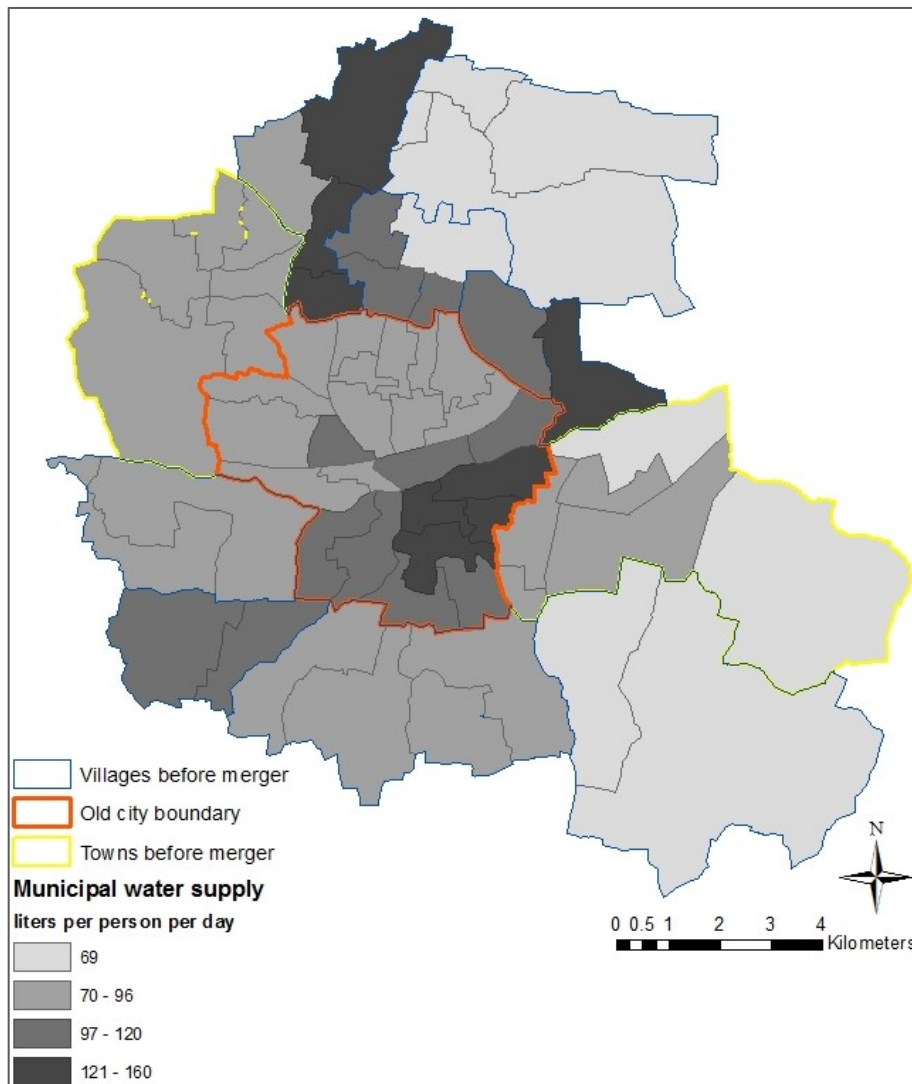 Villages before merger
Old city boundary
Towns before merger
Municipal water supply
liters per person per day
69
70 - 96
97 - 120
121 - 160
N
0 0.5 1 2 3 4
Kilometers